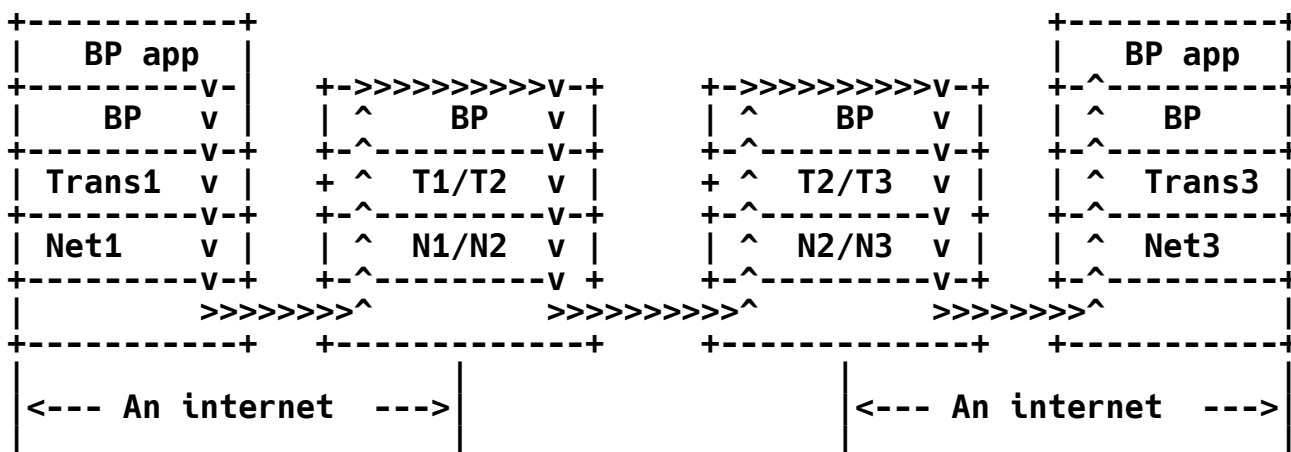 +-----------+                                         +-----------+
|   BP app  |                                         |   BP app  |
+---------v-|   +->>>>>>>>>>v-+     +->>>>>>>>>>v-+   +-^---------+
|   BP    v |   | ^    BP   v |     | ^    BP   v |   | ^   BP    |
+---------v-+   +-^---------v-+     +-^---------v-+   +-^---------+
| Trans1  v |   + ^  T1/T2  v |     + ^  T2/T3  v |   | ^  Trans3 |
+---------v-+   +-^---------v-+     +-^---------v +   +-^---------+
| Net1    v |   | ^  N1/N2  v |     | ^  N2/N3  v |   | ^  Net3   |
+---------v-+   +-^---------v +     +-^---------v-+   +-^---------+
|         >>>>>>>>^         >>>>>>>>>>^         >>>>>>>>^         |
+-----------+   +-------------+     +-------------+   +-----------+
|                      |                   |                      |
|<--- An internet  --->|                   |<--- An internet  --->|
|                      |                   |                      |